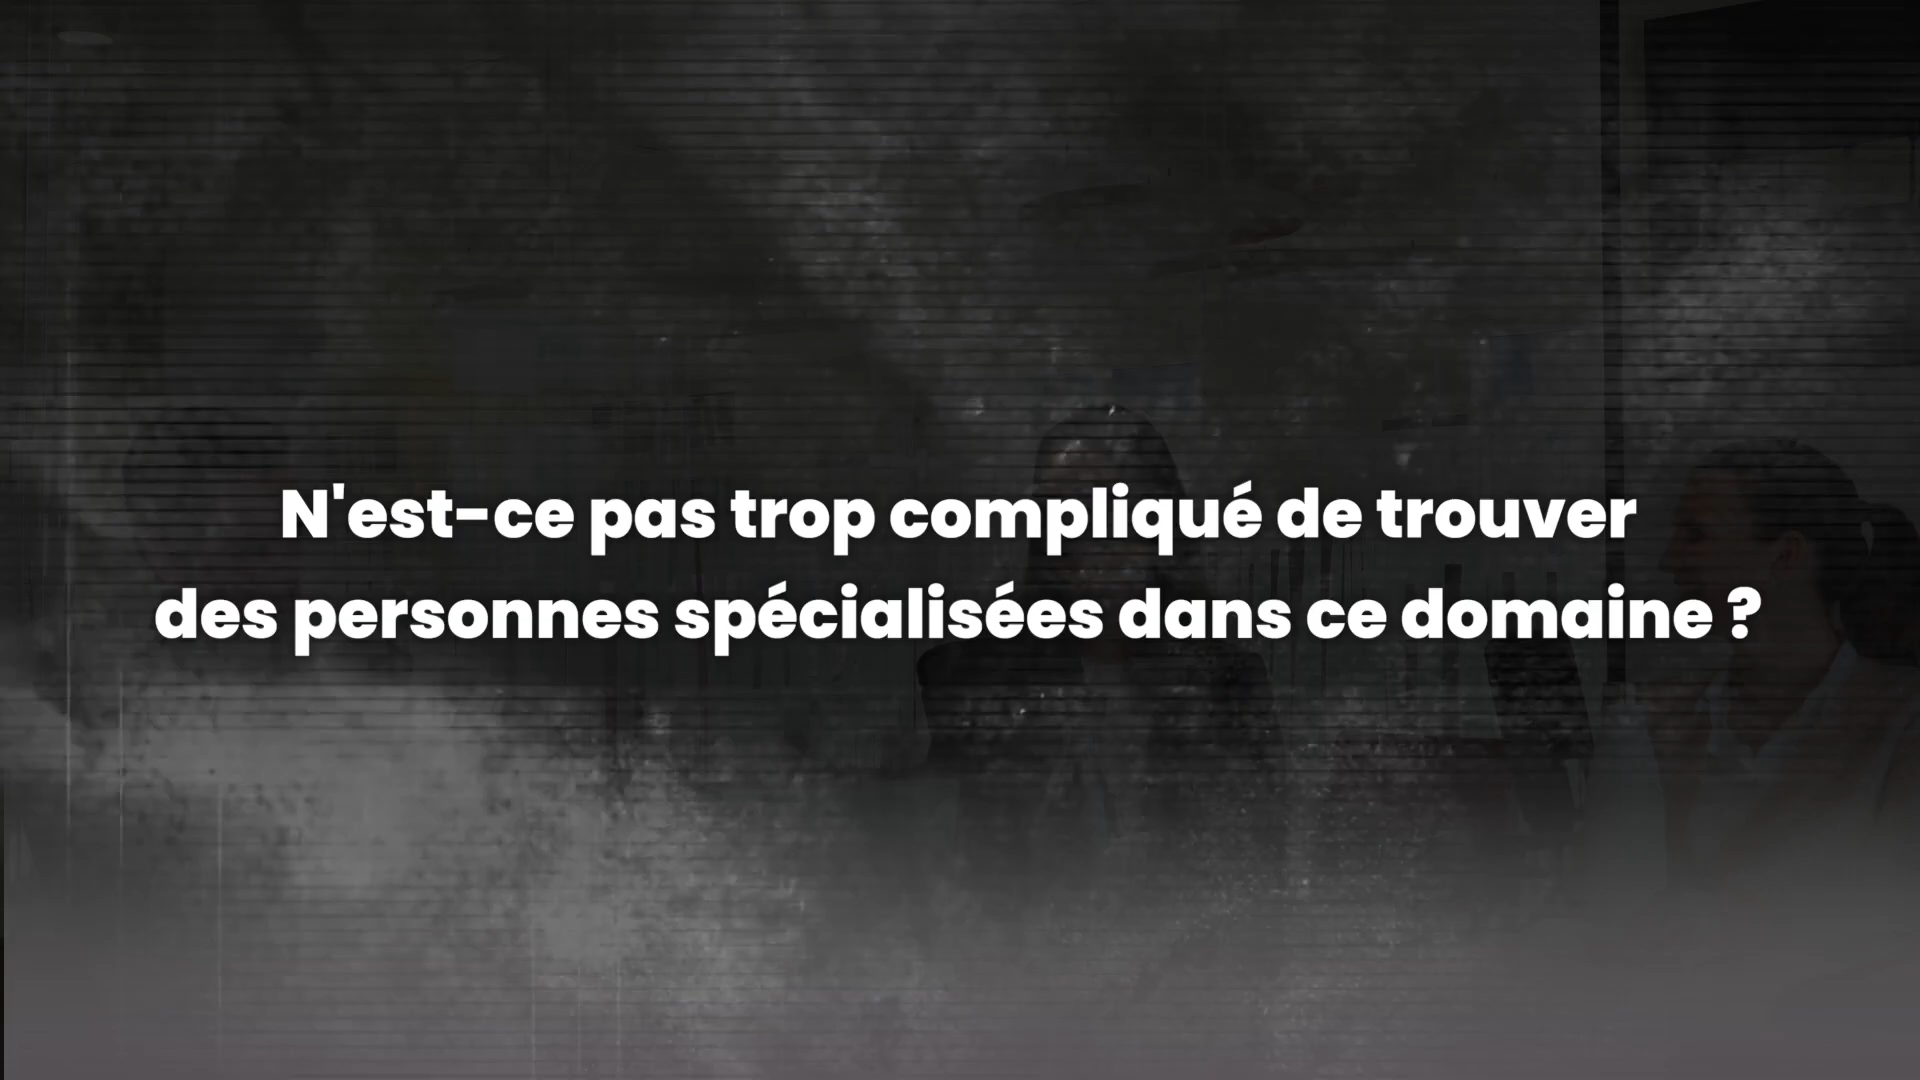 N'est-ce pas trop compliqué de trouver
des personnes spécialisées dans ce domaine ?